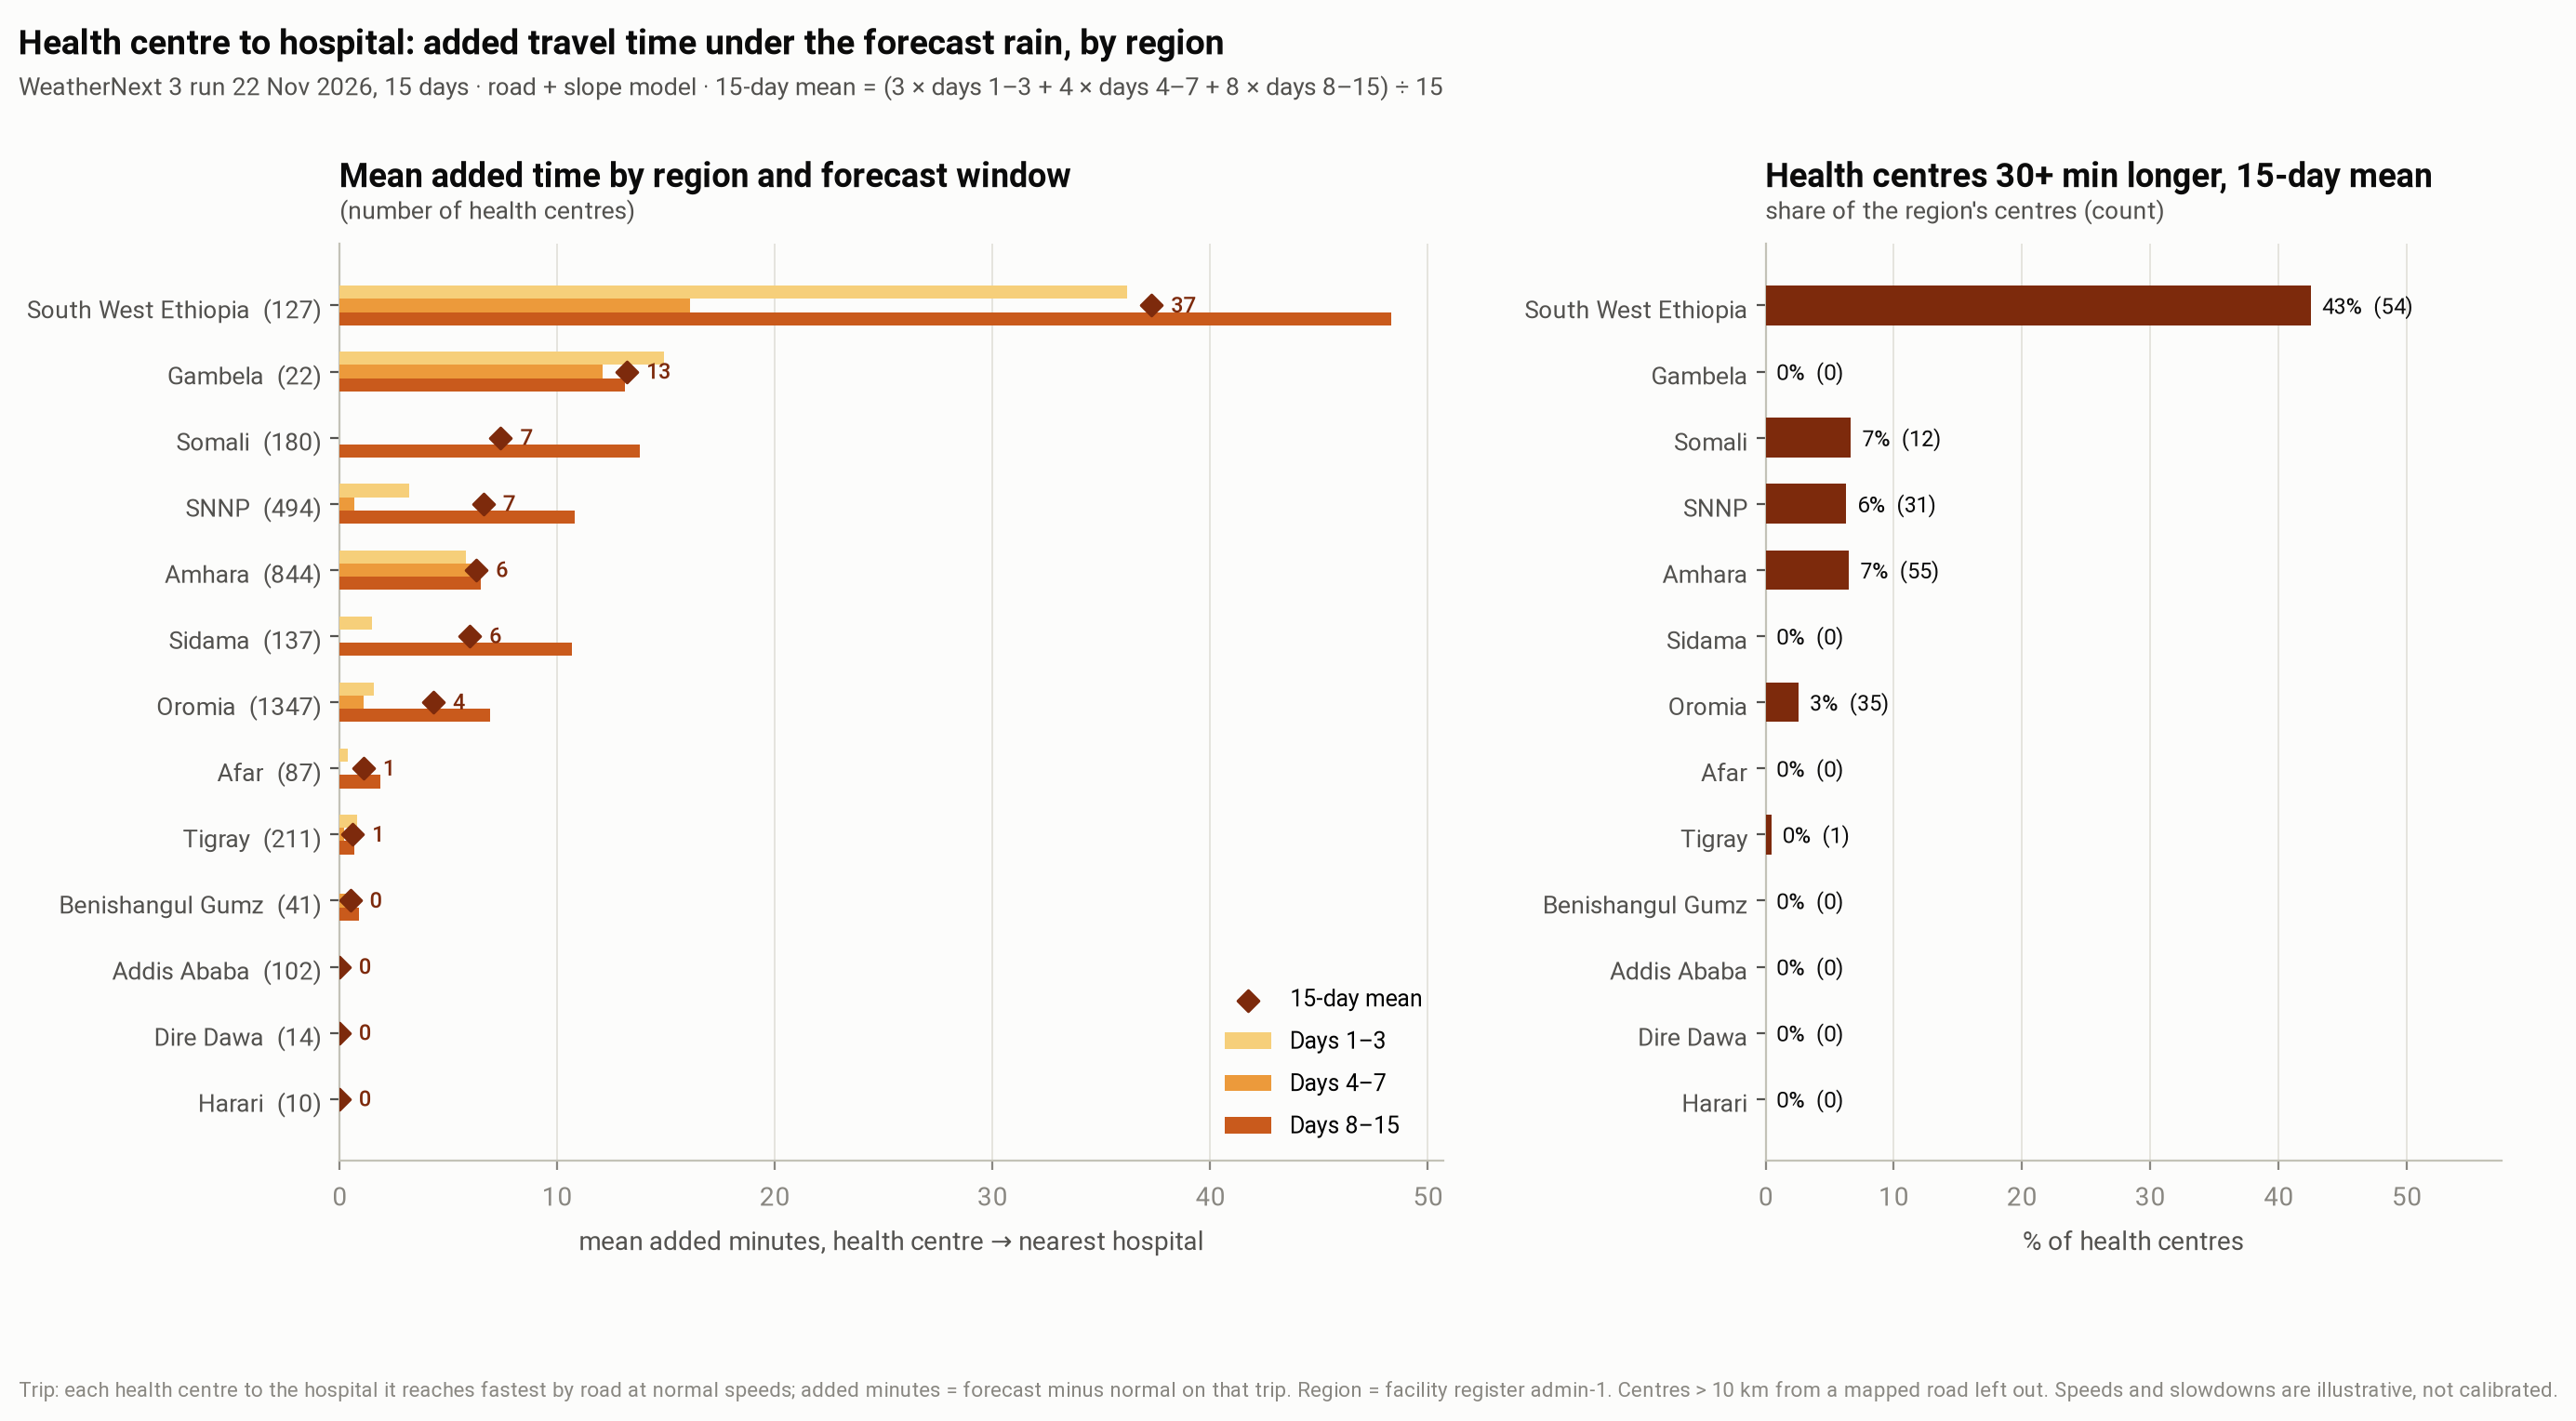 Health centre to hospital: added travel time under the forecast rain, by region
WeatherNext 3 run 22 Nov 2026, 15 days · road + slope model · 15-day mean = (3 × days 1–3 + 4 × days 4–7 + 8 × days 8–15) ÷ 15
Mean added time by region and forecast window
(number of health centres)
South West Ethiopia (127)
37
Gambela (22)
13
Somali (180)
7
SNNP (494)
7
Amhara (844)
6
Sidama (137)
6
Oromia (1347)
4
Afar (87)
1
Tigray (211)
1
Benishangul Gumz (41)
0
Addis Ababa (102)
0
Dire Dawa (14)
0
Harari (10)
0
15-day mean
Days 1–3
Days 4–7
Days 8–15
0 10 20 30 40 50
mean added minutes, health centre → nearest hospital
Health centres 30+ min longer, 15-day mean
share of the region's centres (count)
South West Ethiopia 43% (54)
Gambela 0% (0)
Somali 7% (12)
SNNP 6% (31)
Amhara 7% (55)
Sidama 0% (0)
Oromia 3% (35)
Afar 0% (0)
Tigray 0% (1)
Benishangul Gumz 0% (0)
Addis Ababa 0% (0)
Dire Dawa 0% (0)
Harari 0% (0)
0 10 20 30 40 50
% of health centres
Trip: each health centre to the hospital it reaches fastest by road at normal speeds; added minutes = forecast minus normal on that trip. Region = facility register admin-1. Centres > 10 km from a mapped road left out. Speeds and slowdowns are illustrative, not calibrated.